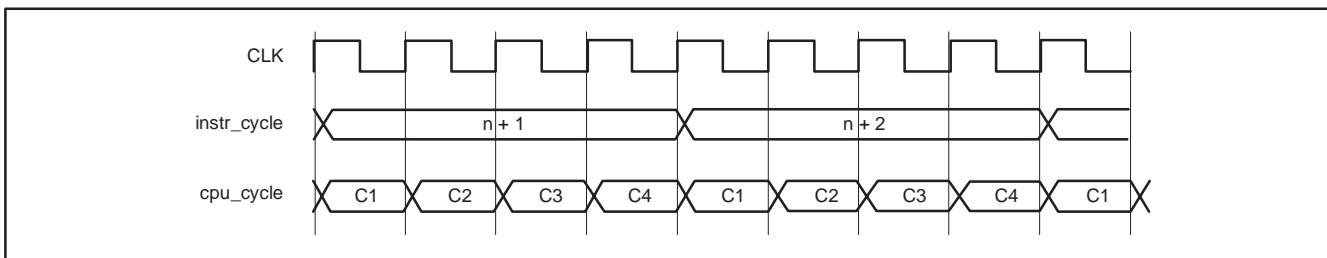 CLK
instr_cycle n + 1 n + 2
cpu_cycle C1 C2 C3 C4 C1 C2 C3 C4 C1